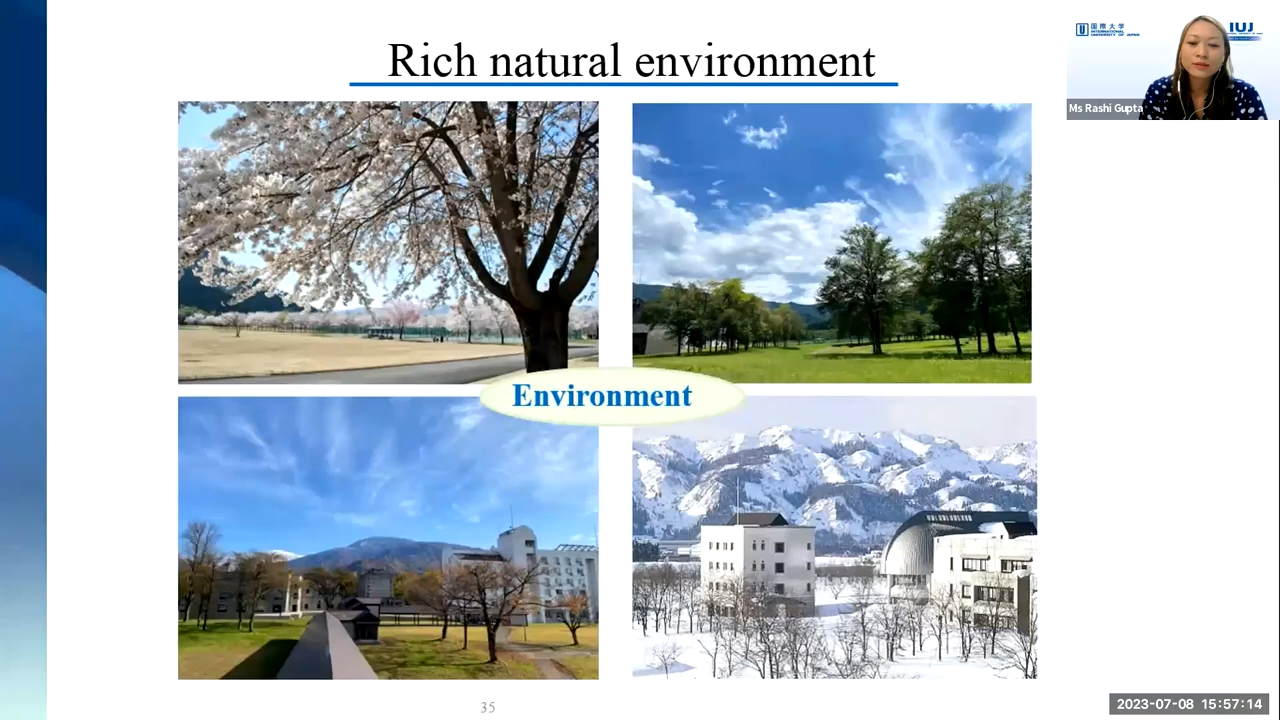 Rich natural environment
国際大学
INTERNATIONAL
UNIVERSITY OF JAPAN
IUJ
Ms Rashi Gupta
Environment
35
2023-07-08 15:57:14